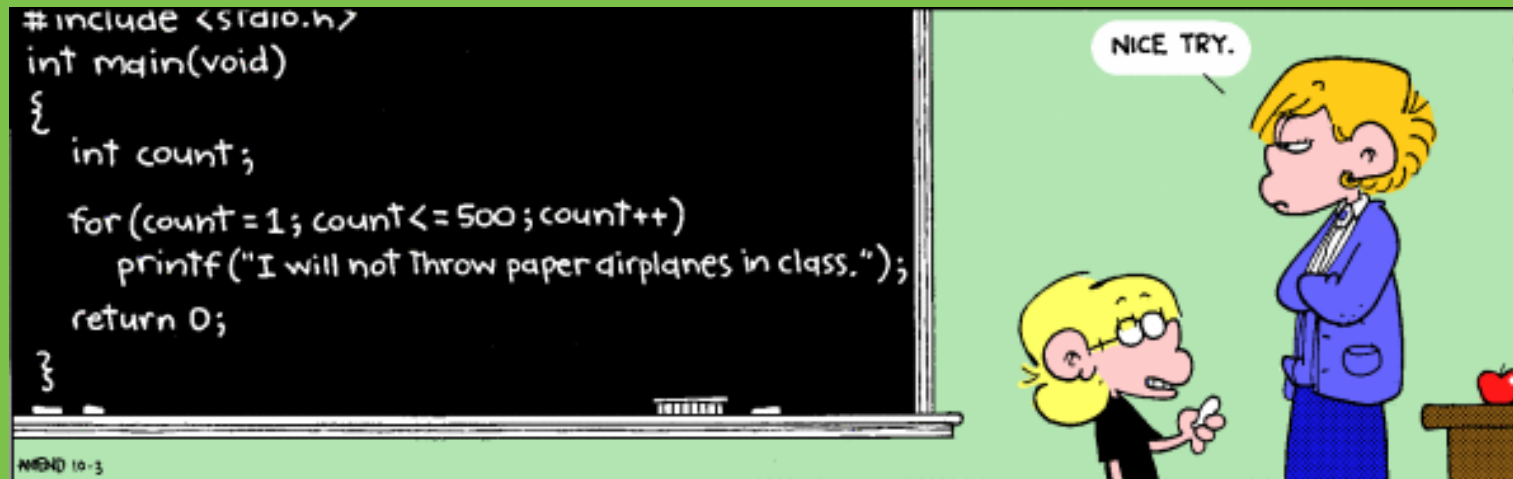 #include <stdio.h>
int main(void)
{
int count;
for (count = 1; count <= 500; count++)
printf ("I will not Throw paper airplanes in class.");
return 0;
}
NICE TRY.
AMEND 10-3